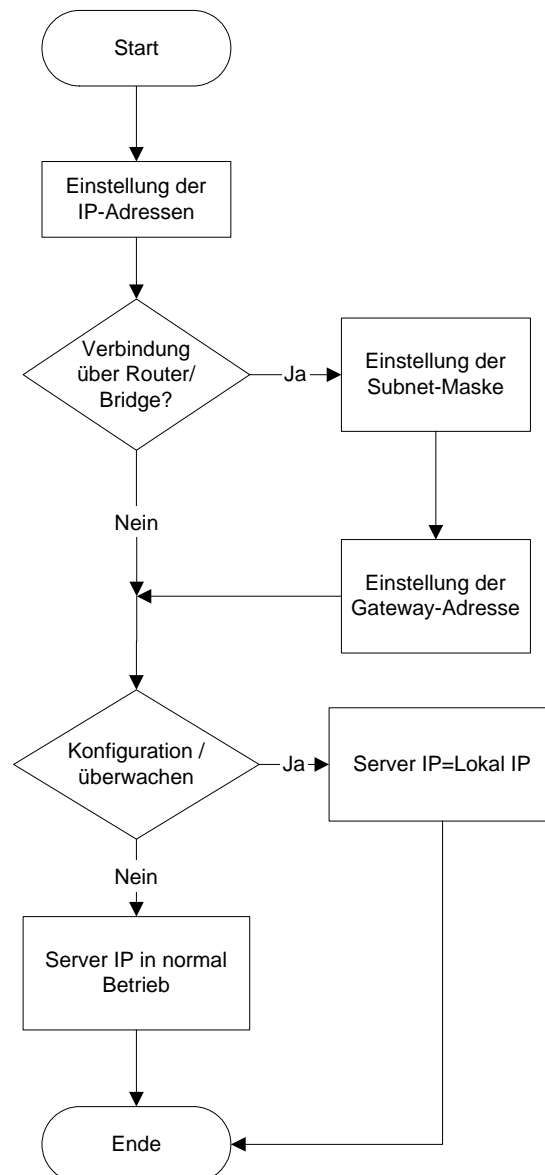 Start
Einstellung der
IP-Adressen
Verbindung
über Router/
Bridge?
Ja
Einstellung der
Subnet-Maske
Nein
Einstellung der
Gateway-Adresse
Konfiguration /
überwachen
Ja
Server IP=Lokal IP
Nein
Server IP in normal
Betrieb
Ende